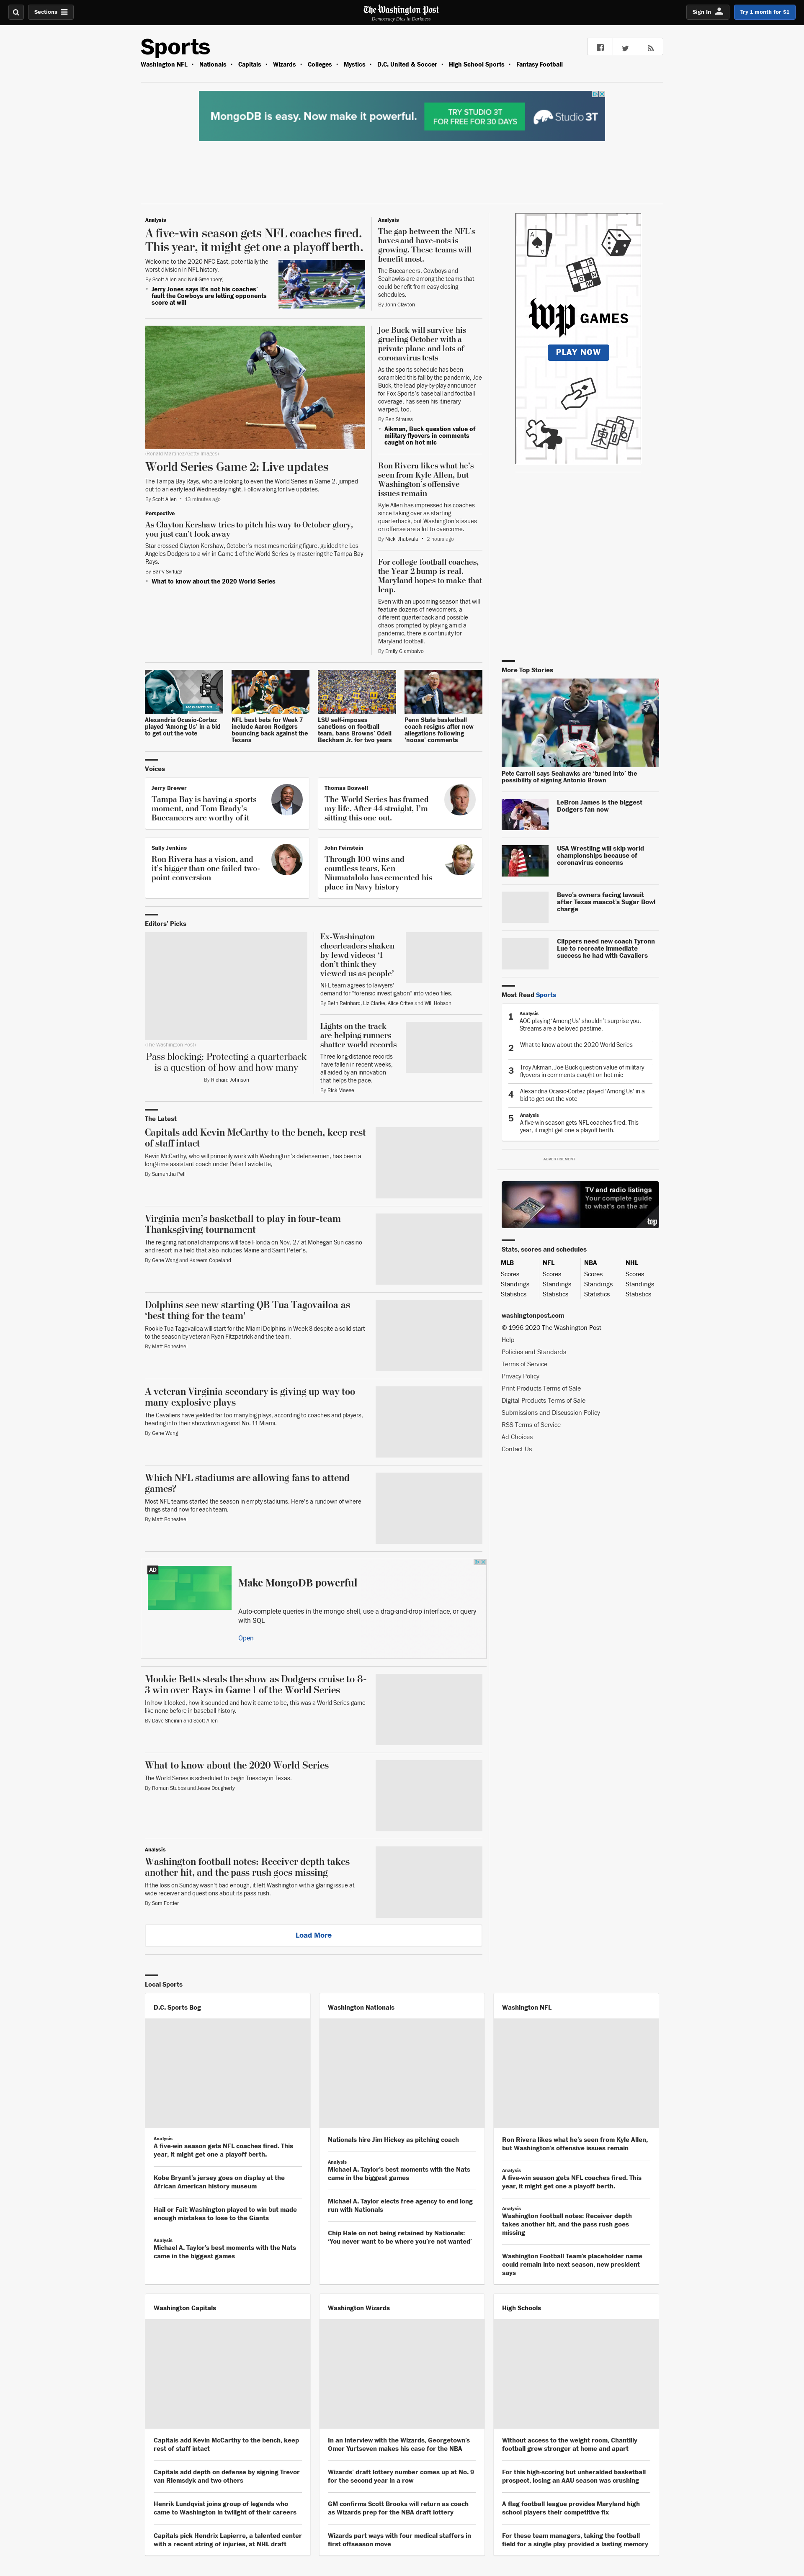 Sections
The Washington Post
Democracy Dies in Darkness
Sign In
Try 1 month for $1
Sports
Washington NFL · Nationals · Capitals · Wizards · Colleges · Mystics · D.C. United & Soccer · High School Sports · Fantasy Football
MongoDB is easy. Now make it powerful.
TRY STUDIO 3T
FOR FREE FOR 30 DAYS
Studio 3T
Analysis
A five-win season gets NFL coaches fired.
This year, it might get one a playoff berth.
Welcome to the 2020 NFC East, potentially the
worst division in NFL history.
By Scott Allen and Neil Greenberg
Jerry Jones says it's not his coaches'
fault the Cowboys are letting opponents
score at will
Analysis
The gap between the NFL's
haves and have-nots is
growing. These teams will
benefit most.
The Buccaneers, Cowboys and
Seahawks are among the teams that
could benefit from easy closing
schedules.
By John Clayton
(Ronald Martinez/Getty Images)
World Series Game 2: Live updates
The Tampa Bay Rays, who are looking to even the World Series in Game 2, jumped
out to an early lead Wednesday night. Follow along for live updates.
By Scott Allen · 13 minutes ago
Perspective
As Clayton Kershaw tries to pitch his way to October glory,
you just can't look away
Star-crossed Clayton Kershaw, October's most mesmerizing figure, guided the Los
Angeles Dodgers to a win in Game 1 of the World Series by mastering the Tampa Bay
Rays.
By Barry Svrluga
What to know about the 2020 World Series
Joe Buck will survive his
grueling October with a
private plane and lots of
coronavirus tests
As the sports schedule has been
scrambled this fall by the pandemic, Joe
Buck, the lead play-by-play announcer
for Fox Sports's baseball and football
coverage, has seen his itinerary
warped, too.
By Ben Strauss
Aikman, Buck question value of
military flyovers in comments
caught on hot mic
Ron Rivera likes what he's
seen from Kyle Allen, but
Washington's offensive
issues remain
Kyle Allen has impressed his coaches
since taking over as starting
quarterback, but Washington's issues
on offense are a lot to overcome.
By Nicki Jhabvala · 2 hours ago
For college football coaches,
the Year 2 bump is real.
Maryland hopes to make that
leap.
Even with an upcoming season that will
feature dozens of newcomers, a
different quarterback and possible
chaos prompted by playing amid a
pandemic, there is continuity for
Maryland football.
By Emily Giambalvo
Alexandria Ocasio-Cortez
played 'Among Us' in a bid
to get out the vote
NFL best bets for Week 7
include Aaron Rodgers
bouncing back against the
Texans
LSU self-imposes
sanctions on football
team, bans Browns' Odell
Beckham Jr. for two years
Penn State basketball
coach resigns after new
allegations following
'noose' comments
Voices
Jerry Brewer
Tampa Bay is having a sports
moment, and Tom Brady's
Buccaneers are worthy of it
Thomas Boswell
The World Series has framed
my life. After 44 straight, I'm
sitting this one out.
Sally Jenkins
Ron Rivera has a vision, and
it's bigger than one failed two-
point conversion
John Feinstein
Through 100 wins and
countless tears, Ken
Niumatalolo has cemented his
place in Navy history
Editors' Picks
(The Washington Post)
Pass blocking: Protecting a quarterback
is a question of how and how many
By Richard Johnson
Ex-Washington
cheerleaders shaken
by lewd videos: 'I
don't think they
viewed us as people'
NFL team agrees to lawyers'
demand for "forensic investigation" into video files.
By Beth Reinhard, Liz Clarke, Alice Crites and Will Hobson
Lights on the track
are helping runners
shatter world records
Three long-distance records
have fallen in recent weeks,
all aided by an innovation
that helps the pace.
By Rick Maese
The Latest
Capitals add Kevin McCarthy to the bench, keep rest
of staff intact
Kevin McCarthy, who will primarily work with Washington's defensemen, has been a
long-time assistant coach under Peter Laviolette,
By Samantha Pell
Virginia men's basketball to play in four-team
Thanksgiving tournament
The reigning national champions will face Florida on Nov. 27 at Mohegan Sun casino
and resort in a field that also includes Maine and Saint Peter's.
By Gene Wang and Kareem Copeland
Dolphins see new starting QB Tua Tagovailoa as
'best thing for the team'
Rookie Tua Tagovailoa will start for the Miami Dolphins in Week 8 despite a solid start
to the season by veteran Ryan Fitzpatrick and the team.
By Matt Bonesteel
A veteran Virginia secondary is giving up way too
many explosive plays
The Cavaliers have yielded far too many big plays, according to coaches and players,
heading into their showdown against No. 11 Miami.
By Gene Wang
Which NFL stadiums are allowing fans to attend
games?
Most NFL teams started the season in empty stadiums. Here's a rundown of where
things stand now for each team.
By Matt Bonesteel
AD
Make MongoDB powerful
Auto-complete queries in the mongo shell, use a drag-and-drop interface, or query
with SQL
Open
Mookie Betts steals the show as Dodgers cruise to 8-
3 win over Rays in Game 1 of the World Series
In how it looked, how it sounded and how it came to be, this was a World Series game
like none before in baseball history.
By Dave Sheinin and Scott Allen
What to know about the 2020 World Series
The World Series is scheduled to begin Tuesday in Texas.
By Roman Stubbs and Jesse Dougherty
Analysis
Washington football notes: Receiver depth takes
another hit, and the pass rush goes missing
If the loss on Sunday wasn't bad enough, it left Washington with a glaring issue at
wide receiver and questions about its pass rush.
By Sam Fortier
Load More
wp GAMES
PLAY NOW
More Top Stories
Pete Carroll says Seahawks are 'tuned into' the
possibility of signing Antonio Brown
LeBron James is the biggest
Dodgers fan now
USA Wrestling will skip world
championships because of
coronavirus concerns
Bevo's owners facing lawsuit
after Texas mascot's Sugar Bowl
charge
Clippers need new coach Tyronn
Lue to recreate immediate
success he had with Cavaliers
Most Read Sports
1
Analysis
AOC playing 'Among Us' shouldn't surprise you.
Streams are a beloved pastime.
2
What to know about the 2020 World Series
3
Troy Aikman, Joe Buck question value of military
flyovers in comments caught on hot mic
4
Alexandria Ocasio-Cortez played 'Among Us' in a
bid to get out the vote
5
Analysis
A five-win season gets NFL coaches fired. This
year, it might get one a playoff berth.
ADVERTISEMENT
TV and radio listings
Your complete guide
to what's on the air
wp
Stats, scores and schedules
MLB NFL NBA NHL
Scores Scores Scores Scores
Standings Standings Standings Standings
Statistics Statistics Statistics Statistics
washingtonpost.com
© 1996-2020 The Washington Post
Help
Policies and Standards
Terms of Service
Privacy Policy
Print Products Terms of Sale
Digital Products Terms of Sale
Submissions and Discussion Policy
RSS Terms of Service
Ad Choices
Contact Us
Local Sports
D.C. Sports Bog
Analysis
A five-win season gets NFL coaches fired. This
year, it might get one a playoff berth.
Kobe Bryant's jersey goes on display at the
African American history museum
Hail or Fail: Washington played to win but made
enough mistakes to lose to the Giants
Analysis
Michael A. Taylor's best moments with the Nats
came in the biggest games
Washington Nationals
Nationals hire Jim Hickey as pitching coach
Analysis
Michael A. Taylor's best moments with the Nats
came in the biggest games
Michael A. Taylor elects free agency to end long
run with Nationals
Chip Hale on not being retained by Nationals:
'You never want to be where you're not wanted'
Washington NFL
Ron Rivera likes what he's seen from Kyle Allen,
but Washington's offensive issues remain
Analysis
A five-win season gets NFL coaches fired. This
year, it might get one a playoff berth.
Analysis
Washington football notes: Receiver depth
takes another hit, and the pass rush goes
missing
Washington Football Team's placeholder name
could remain into next season, new president
says
Washington Capitals
Capitals add Kevin McCarthy to the bench, keep
rest of staff intact
Capitals add depth on defense by signing Trevor
van Riemsdyk and two others
Henrik Lundqvist joins group of legends who
came to Washington in twilight of their careers
Capitals pick Hendrix Lapierre, a talented center
with a recent string of injuries, at NHL draft
Washington Wizards
In an interview with the Wizards, Georgetown's
Omer Yurtseven makes his case for the NBA
Wizards' draft lottery number comes up at No. 9
for the second year in a row
GM confirms Scott Brooks will return as coach
as Wizards prep for the NBA draft lottery
Wizards part ways with four medical staffers in
first offseason move
High Schools
Without access to the weight room, Chantilly
football grew stronger at home and apart
For this high-scoring but unheralded basketball
prospect, losing an AAU season was crushing
A flag football league provides Maryland high
school players their competitive fix
For these team managers, taking the football
field for a single play provided a lasting memory